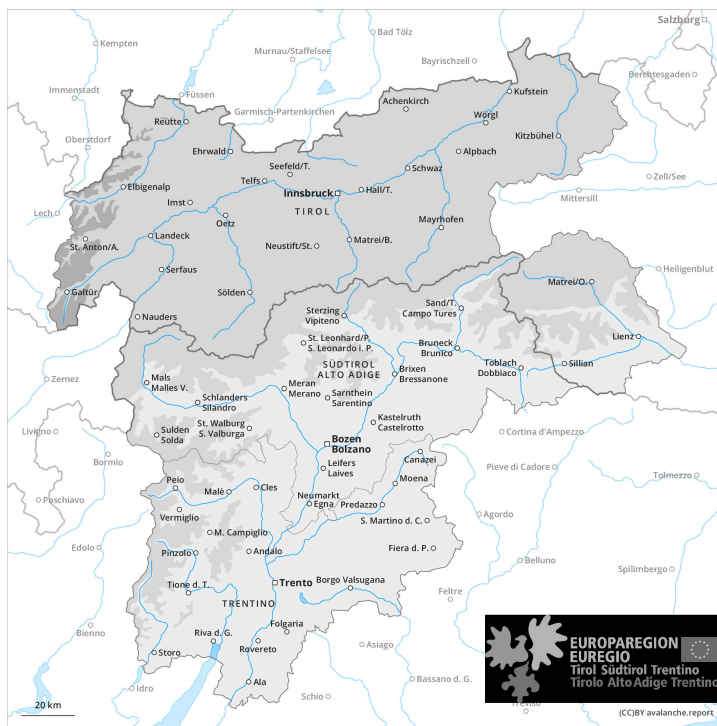 Salzburg
Kempten
Bad Tölz
Murnau/Staffelsee
Bayrischzell
Berchtesgaden
Immenstadt
Füssen
Garmisch-Partenkirchen
Achenkirch
Kufstein
Reutte
Wörgl
Oberstdorf
Ehrwald
Kitzbühel
Alpbach
Seefeld/T.
Schwaz
Telfs
Zell/See
Elbigenalp
Innsbruck
Hall/T.
Mittersill
Imst
TIROL
Lech
Oetz
Mayrhofen
St. Anton/A.
Landeck
Neustift/St.
Matrei/B.
Serfaus
Heiligenblut
Galtür
Sölden
Matrei/O.
Nauders
Sterzing
Vipiteno
Sand/T.
Campo Tures
St. Leonhard/P.
S. Leonardo i. P.
Bruneck
Brunico
Lienz
SÜDTIROL
ALTO ADIGE
Toblach
Dobbiaco
Sillian
Zernez
Mals
Malles V.
Meran
Merano
Brixen
Bressanone
Schlanders
Silandro
Sarnthein
Sarentino
St. Walburg
S. Valburga
Kastelruth
Castelrotto
Livigno
Sulden
Solda
Bozen
Bolzano
Cortina d'Ampezzo
Bormio
Leifers
Laives
Canazei
Pieve di Cadore
Tolmezzo
Peio
Malè
Cles
Neumarkt
Egna
Moena
Predazzo
Poschiavo
Vermiglio
Agordo
M. Campiglio
S. Martino d. C.
Edolo
Pinzolo
Andalo
Fiera d. P.
Belluno
Spilimbergo
Tione d. T.
Trento
Borgo Valsugana
Feltre
TRENTINO
Folgaria
Bienno
Riva d. G.
Rovereto
Asiago
Storo
EUROPAREGION
EUREGIO
Tirol Südtirol Trentino
Tirolo Alto Adige Trentino
Idro
Ala
Schio
Bassano d. G.
Treviso
20 km
(CC)BY avalanche.report